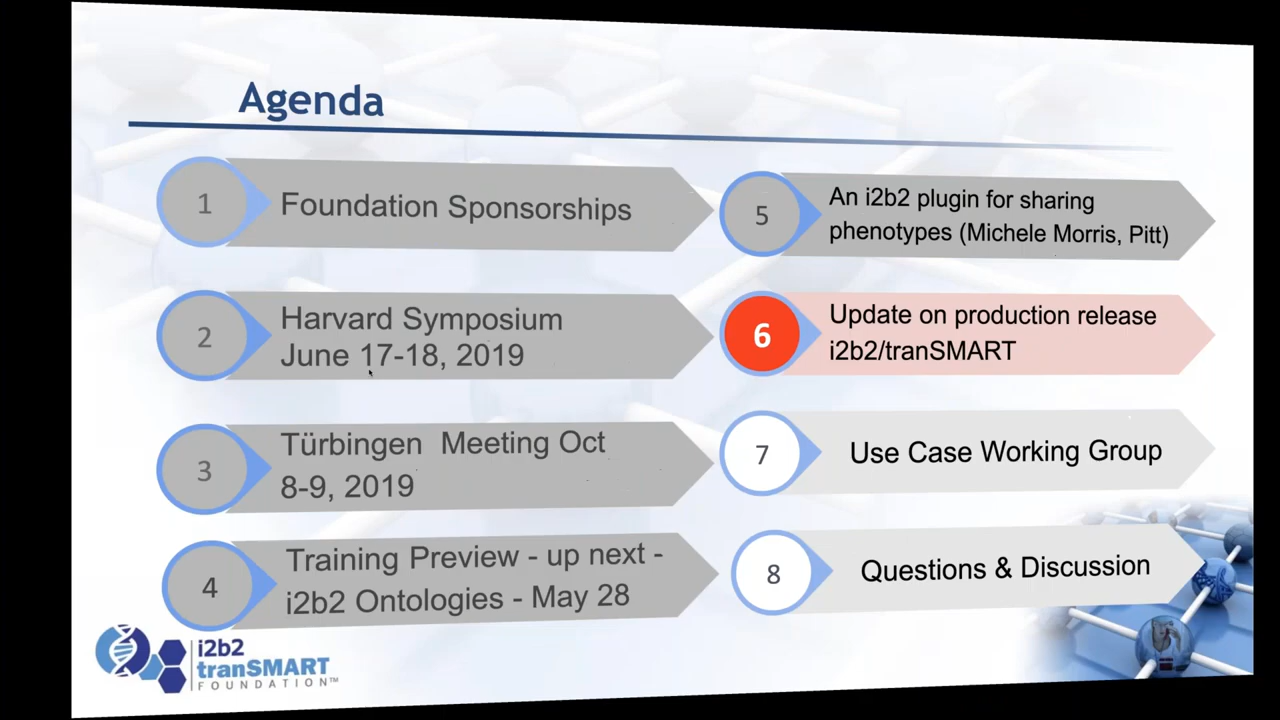 Agenda
1
Foundation Sponsorships
2
Harvard Symposium
June 17-18, 2019
3
Türbingen Meeting Oct
8-9, 2019
4
Training Preview - up next -
i2b2 Ontologies - May 28
5
An i2b2 plugin for sharing
phenotypes (Michele Morris, Pitt)
6
Update on production release
i2b2/tranSMART
7
Use Case Working Group
8
Questions & Discussion
i2b2
tranSMART
FOUNDATION™